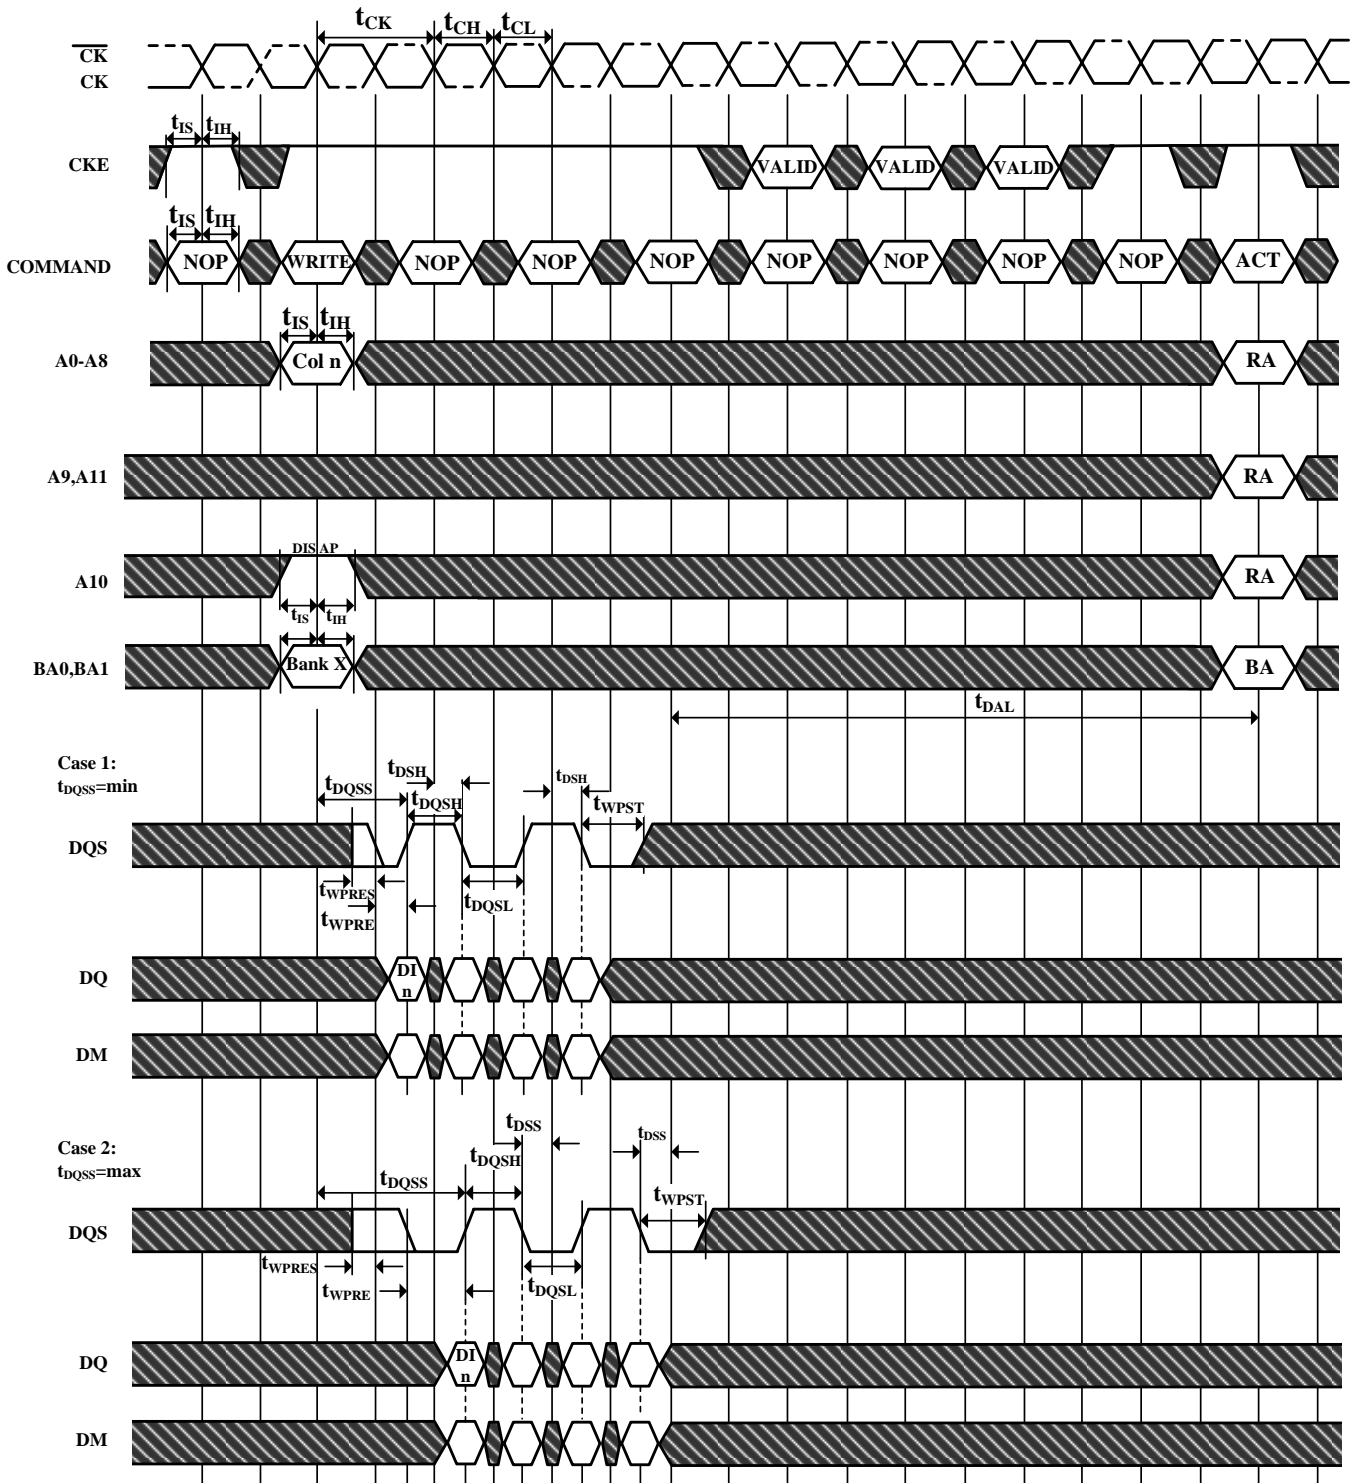 tCK tCH tCL
CK
CK
tIS tIH
CKE VALID VALID VALID
tIS tIH
COMMAND NOP WRITE NOP NOP NOP NOP NOP NOP NOP ACT
tIS tIH
A0-A8 Col n RA
A9,A11 RA
DIS AP
A10 RA
tIS tIH
BA0,BA1 Bank X BA
tDAL
Case 1:
tDQSS=min
tDSH tDSH
tDQSS tDQSH tWPST
DQS
tWPRES
tDQSL
tWPRE
DQ DI
n
DM
Case 2:
tDQSS=max
tDSS tDSS
tDQSH
tDQSS tWPST
DQS
tWPRES
tWPRE tDQSL
DQ DI
n
DM